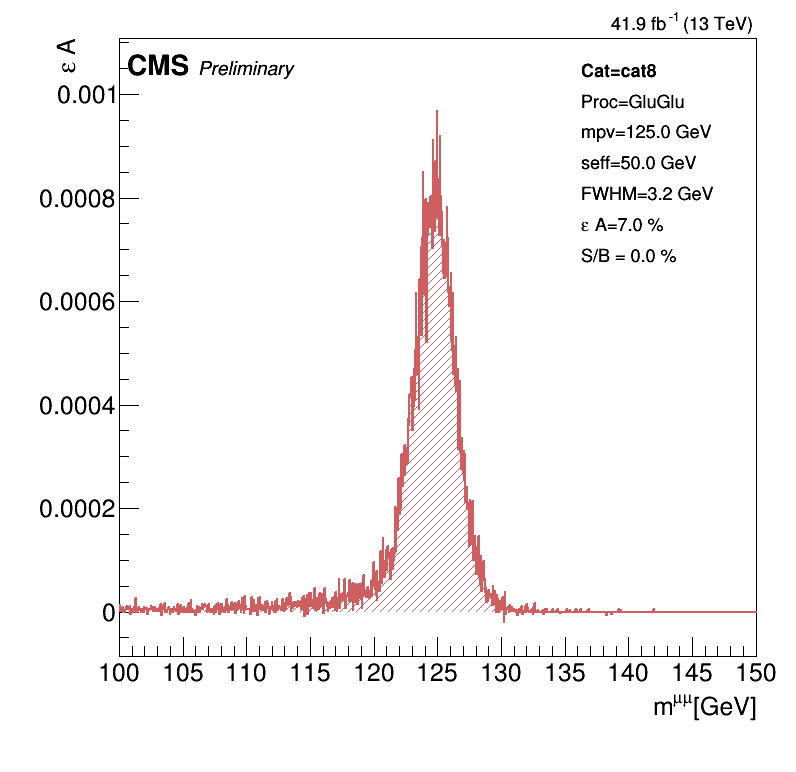 41.9 fb⁻¹ (13 TeV)
CMS Preliminary
ε A
Cat=cat8
Proc=GluGlu
mpv=125.0 GeV
seff=50.0 GeV
FWHM=3.2 GeV
ε A=7.0 %
S/B = 0.0 %
0.001
0.0008
0.0006
0.0004
0.0002
0
100 105 110 115 120 125 130 135 140 145 150
m^μμ[GeV]